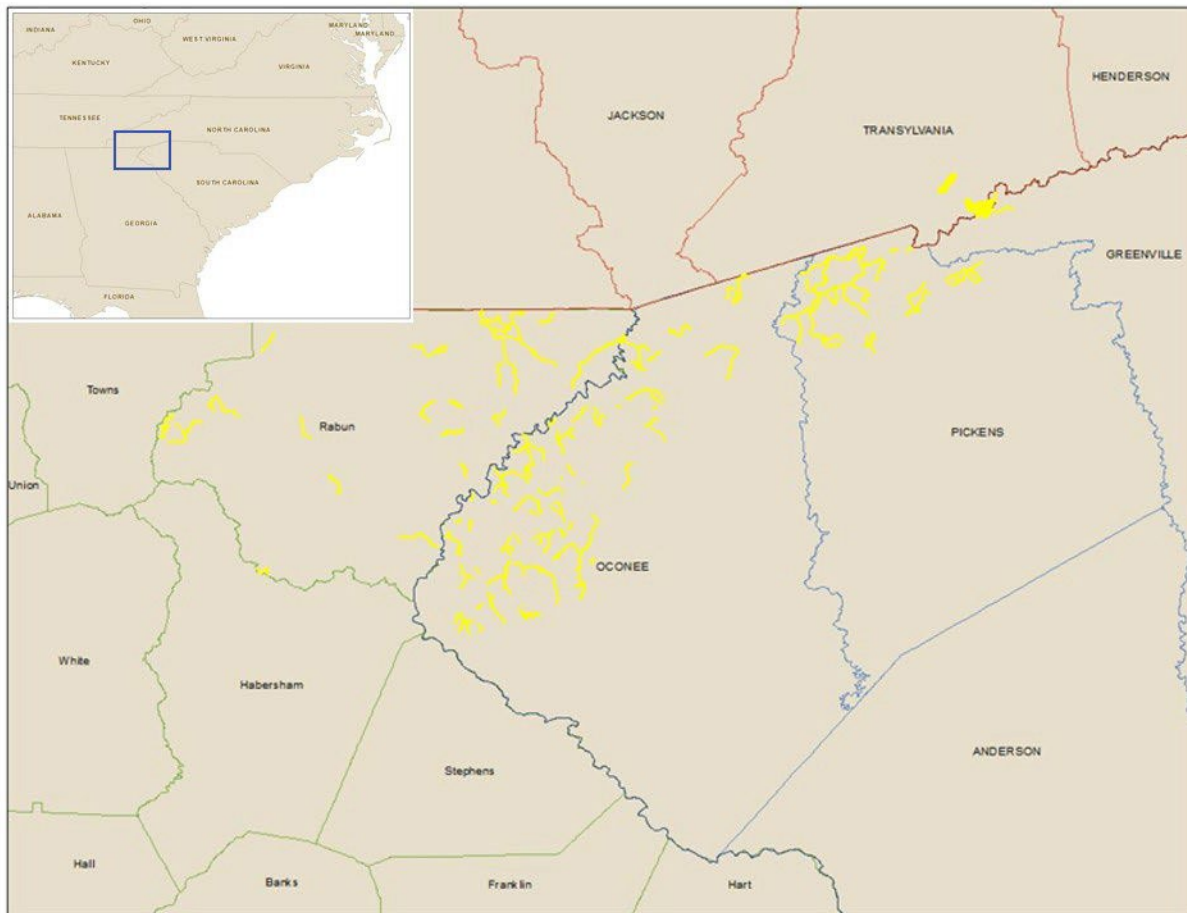 OHIO
MARYLAND
MARYLAND
INDIANA
WEST VIRGINIA
KENTUCKY
VIRGINIA
TENNESSEE
NORTH CAROLINA
SOUTH CAROLINA
ALABAMA
GEORGIA
FLORIDA
HENDERSON
JACKSON
TRANSYLVANIA
GREENVILLE
Towns
Rabun
PICKENS
Union
OCONEE
White
Habersham
ANDERSON
Stephens
Hall
Banks
Franklin
Hart